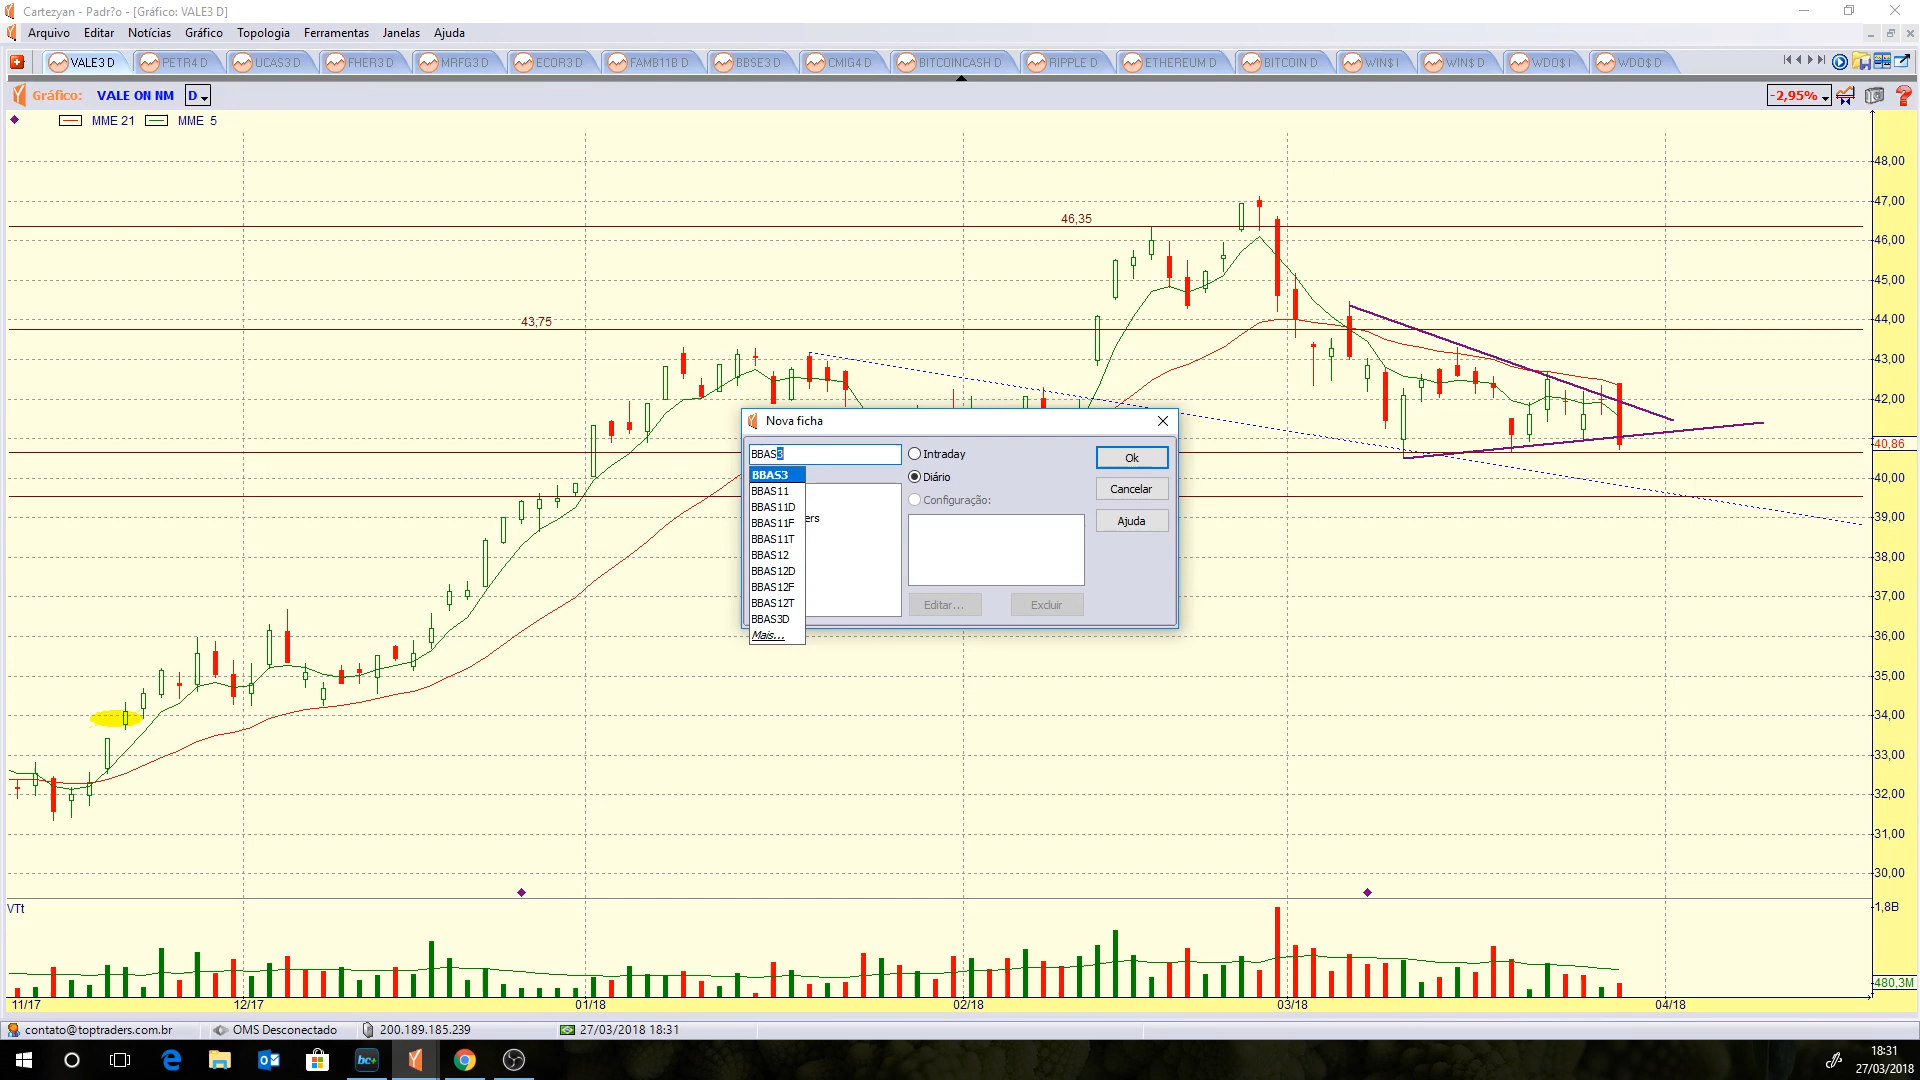 Cartezyan - Padr?o - [Gráfico: VALE3 D]
Arquivo Editar Notícias Gráfico Topologia Ferramentas Janelas Ajuda
VALE3 D PETR4 D UCAS3 D FHER3 D MRFG3 D ECOR3 D FAMB11B D BBSE3 D CMIG4 D BITCOINCASH D RIPPLE D ETHEREUM D BITCOIN D WIN$ I WIN$ D WDO$ I WDO$ D
Gráfico: VALE ON NM D -2,95%
MME 21 MME 5
48,00
47,00
46,35
46,00
45,00
44,00
43,75
43,00
42,00
40,86
40,00
39,00
38,00
37,00
36,00
35,00
34,00
33,00
32,00
31,00
30,00
Nova ficha
BBAS3
Intraday
Ok
BBAS3
Diário
BBAS11
Cancelar
BBAS11D
Configuração:
BBAS11F
ers
Ajuda
BBAS11T
BBAS12
BBAS12D
BBAS12F
BBAS12T
Editar...
Excluir
BBAS3D
Mais...
VTt
1,8B
480,3M
11/17 12/17 01/18 02/18 03/18 04/18
contato@toptraders.com.br OMS Desconectado 200.189.185.239 27/03/2018 18:31
bc+
18:31
27/03/2018